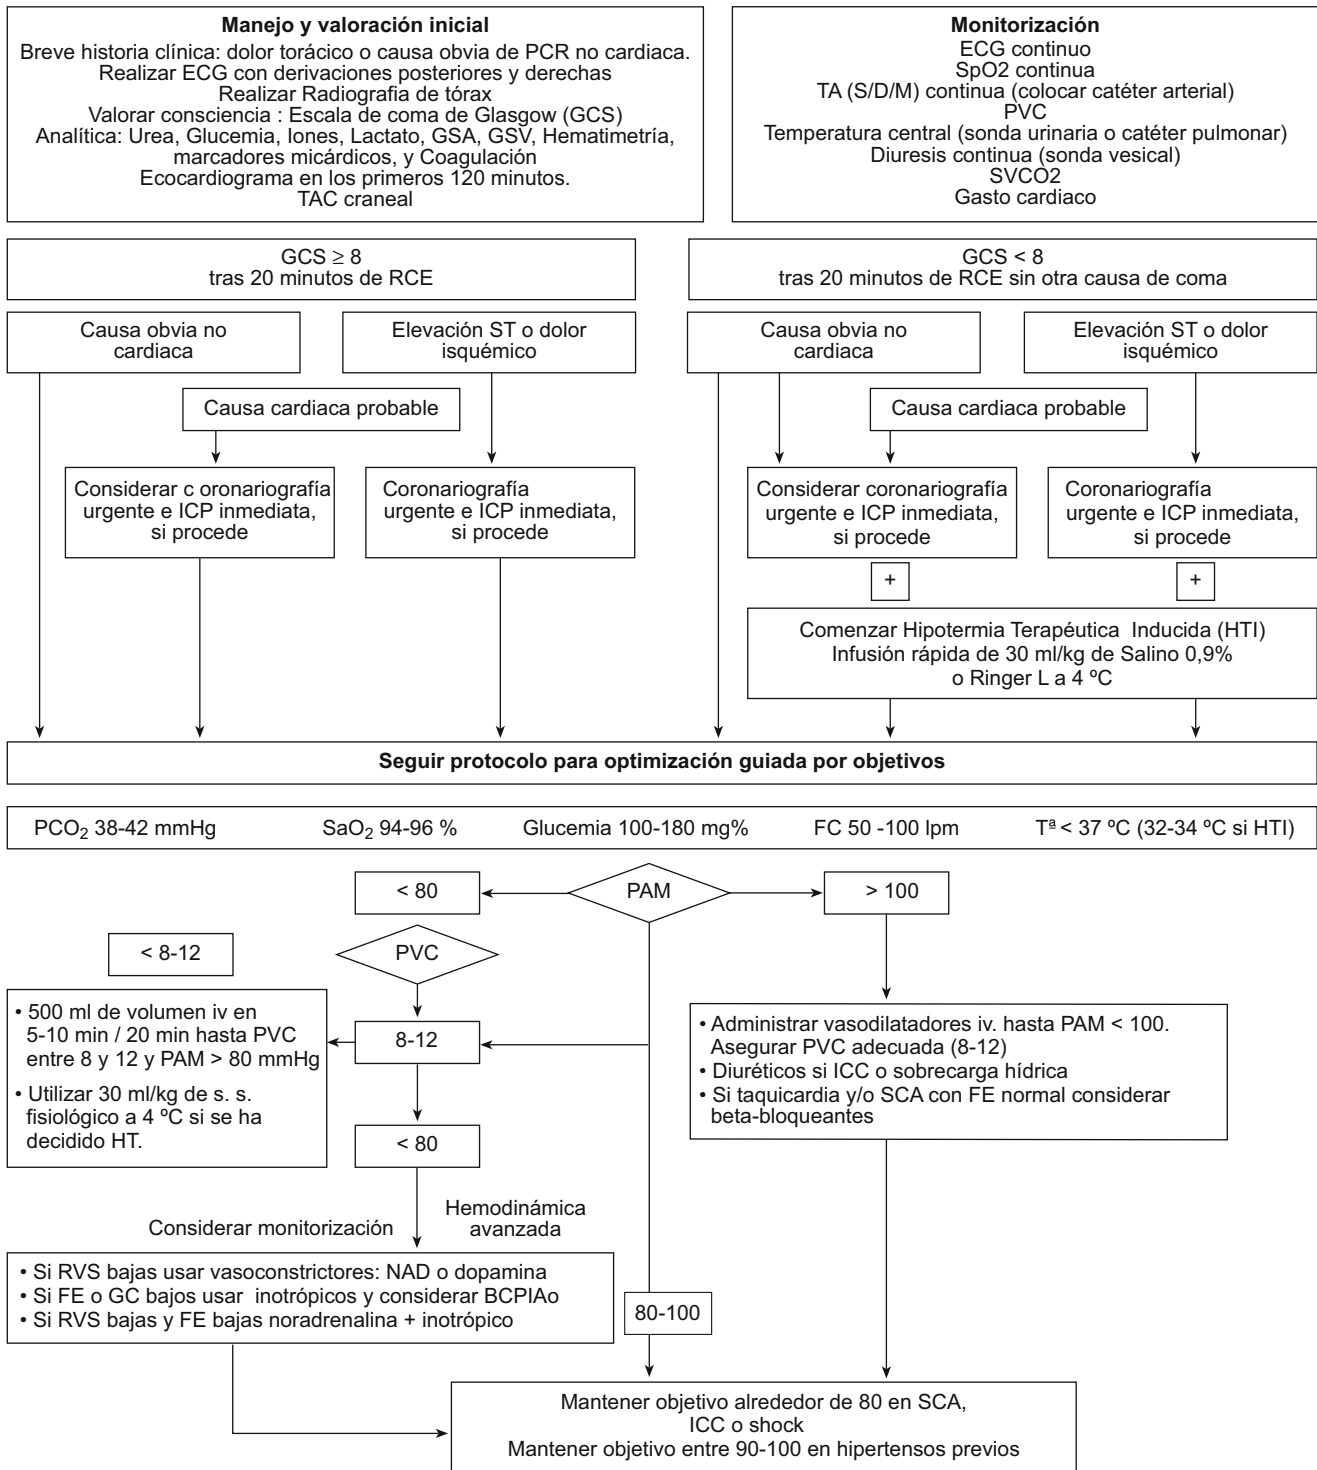 Manejo y valoración inicial
Breve historia clínica: dolor torácico o causa obvia de PCR no cardiaca.
Realizar ECG con derivaciones posteriores y derechas
Realizar Radiografia de tórax
Valorar consciencia : Escala de coma de Glasgow (GCS)
Analítica: Urea, Glucemia, Iones, Lactato, GSA, GSV, Hematimetría,
marcadores micárdicos, y Coagulación
Ecocardiograma en los primeros 120 minutos.
TAC craneal
Monitorización
ECG continuo
SpO2 continua
TA (S/D/M) continua (colocar catéter arterial)
PVC
Temperatura central (sonda urinaria o catéter pulmonar)
Diuresis continua (sonda vesical)
SVCO2
Gasto cardiaco
GCS ≥ 8
tras 20 minutos de RCE
GCS < 8
tras 20 minutos de RCE sin otra causa de coma
Causa obvia no
cardiaca
Elevación ST o dolor
isquémico
Causa obvia no
cardiaca
Elevación ST o dolor
isquémico
Causa cardiaca probable
Causa cardiaca probable
Considerar c oronariografía
urgente e ICP inmediata,
si procede
Coronariografía
urgente e ICP inmediata,
si procede
Considerar coronariografía
urgente e ICP inmediata,
si procede
Coronariografía
urgente e ICP inmediata,
si procede
+
+
Comenzar Hipotermia Terapéutica Inducida (HTI)
Infusión rápida de 30 ml/kg de Salino 0,9%
o Ringer L a 4 ºC
Seguir protocolo para optimización guiada por objetivos
PCO2 38-42 mmHg SaO2 94-96 % Glucemia 100-180 mg% FC 50 -100 lpm Tª < 37 ºC (32-34 ºC si HTI)
< 80
PAM
> 100
< 8-12
PVC
• 500 ml de volumen iv en
5-10 min / 20 min hasta PVC
entre 8 y 12 y PAM > 80 mmHg
• Utilizar 30 ml/kg de s. s.
fisiológico a 4 ºC si se ha
decidido HT.
8-12
• Administrar vasodilatadores iv. hasta PAM < 100.
Asegurar PVC adecuada (8-12)
• Diuréticos si ICC o sobrecarga hídrica
• Si taquicardia y/o SCA con FE normal considerar
beta-bloqueantes
< 80
Considerar monitorización
Hemodinámica
avanzada
• Si RVS bajas usar vasoconstrictores: NAD o dopamina
• Si FE o GC bajos usar inotrópicos y considerar BCPIAo
• Si RVS bajas y FE bajas noradrenalina + inotrópico
80-100
Mantener objetivo alrededor de 80 en SCA,
ICC o shock
Mantener objetivo entre 90-100 en hipertensos previos